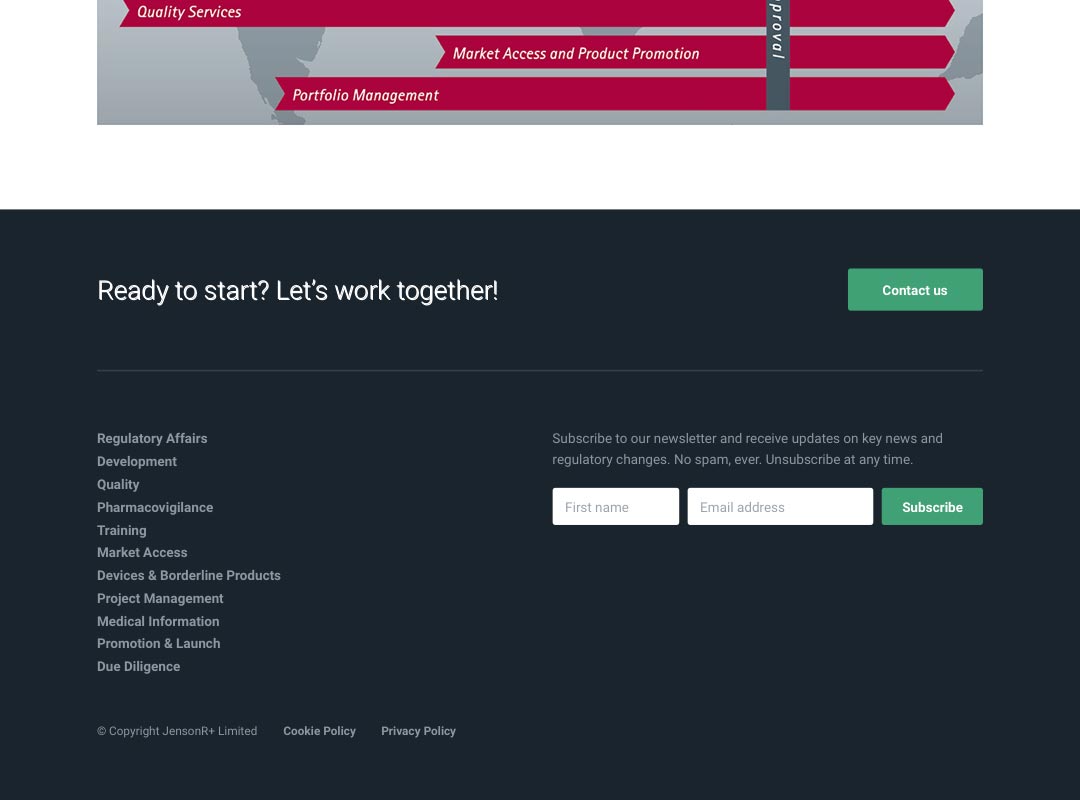 Quality Services
proval
Market Access and Product Promotion
Portfolio Management
Ready to start? Let's work together!
Contact us
Regulatory Affairs
Development
Quality
Pharmacovigilance
Training
Market Access
Devices & Borderline Products
Project Management
Medical Information
Promotion & Launch
Due Diligence
Subscribe to our newsletter and receive updates on key news and
regulatory changes. No spam, ever. Unsubscribe at any time.
First name
Email address
Subscribe
© Copyright JensonR+ Limited
Cookie Policy
Privacy Policy